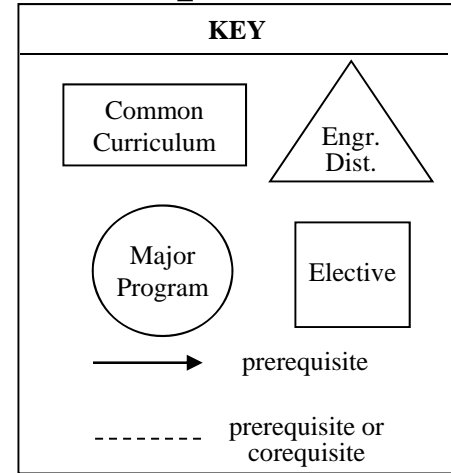 KEY
Common
Curriculum
Engr.
Dist.
Major
Program
Elective
prerequisite
prerequisite or
corequisite